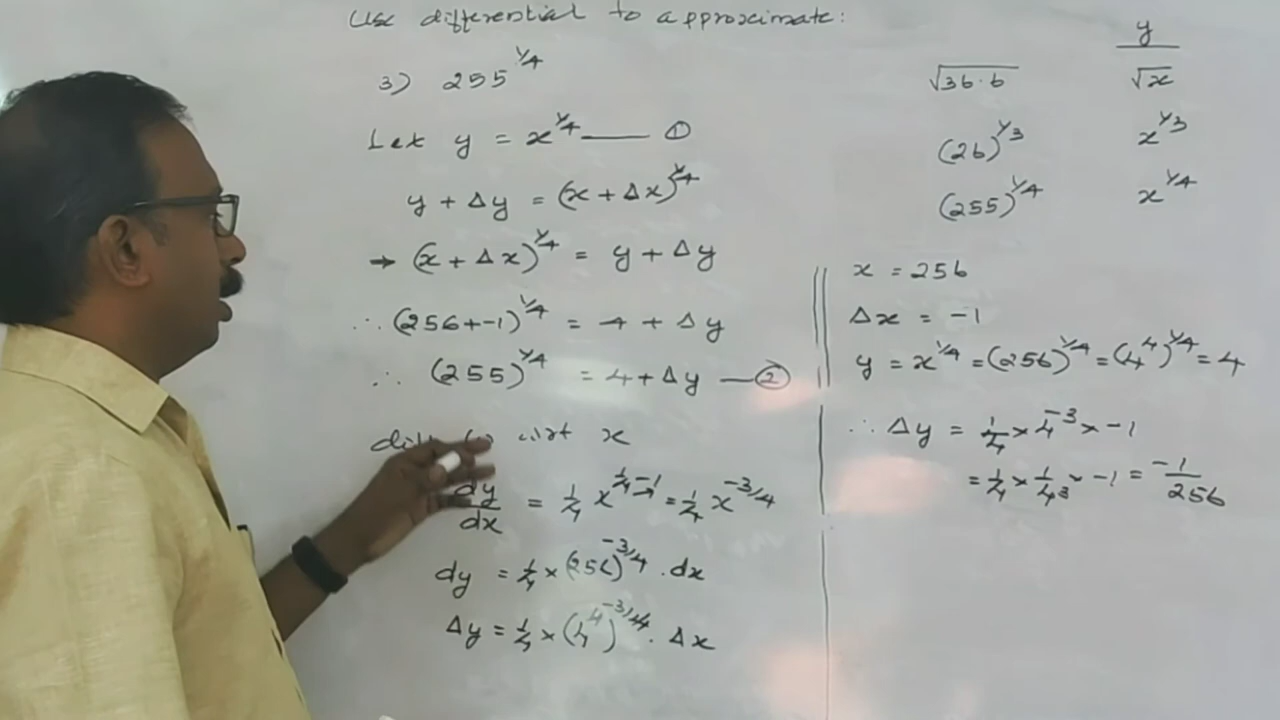 Use differential to approximate:
3) 255^1/4
Let y = x^1/4 —— ①
y + Δy = (x + Δx)^1/4
→ (x + Δx)^1/4 = y + Δy
∴ (256+-1)^1/4 = 4 + Δy
∴ (255)^1/4 = 4 + Δy —②
wrt x
dy/dx = 1/4 x^1/4-1 = 1/4 x^-3/4
dy = 1/4 × (256)^-3/4 . dx
Δy = 1/4 × (4^4)^-3/4 . Δx
y
√36.6 √x
(26)^1/3 x^1/3
(255)^1/4 x^1/4
x = 256
Δx = -1
y = x^1/4 = (256)^1/4 = (4^4)^1/4 = 4
∴ Δy = 1/4 × 4^-3 × -1
= 1/4 × 1/4^3 × -1 = -1/256